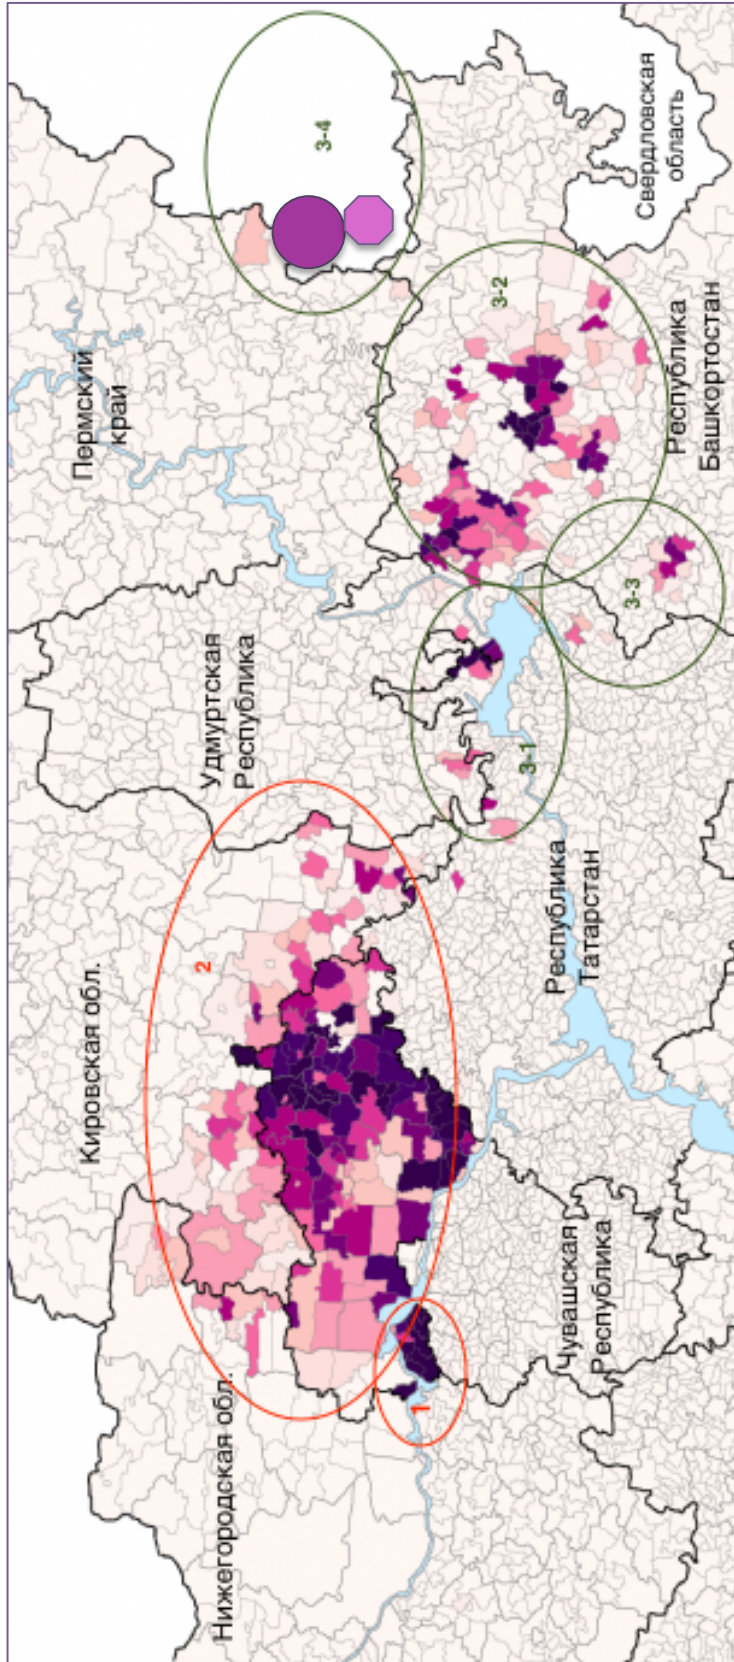 Нижегородская обл.
Кировская обл.
Удмуртская
Республика
Пермский
край
Свердловская
область
Республика
Башкортостан
Республика
Татарстан
Чувашская
Республика
1
2
3-1
3-2
3-3
3-4